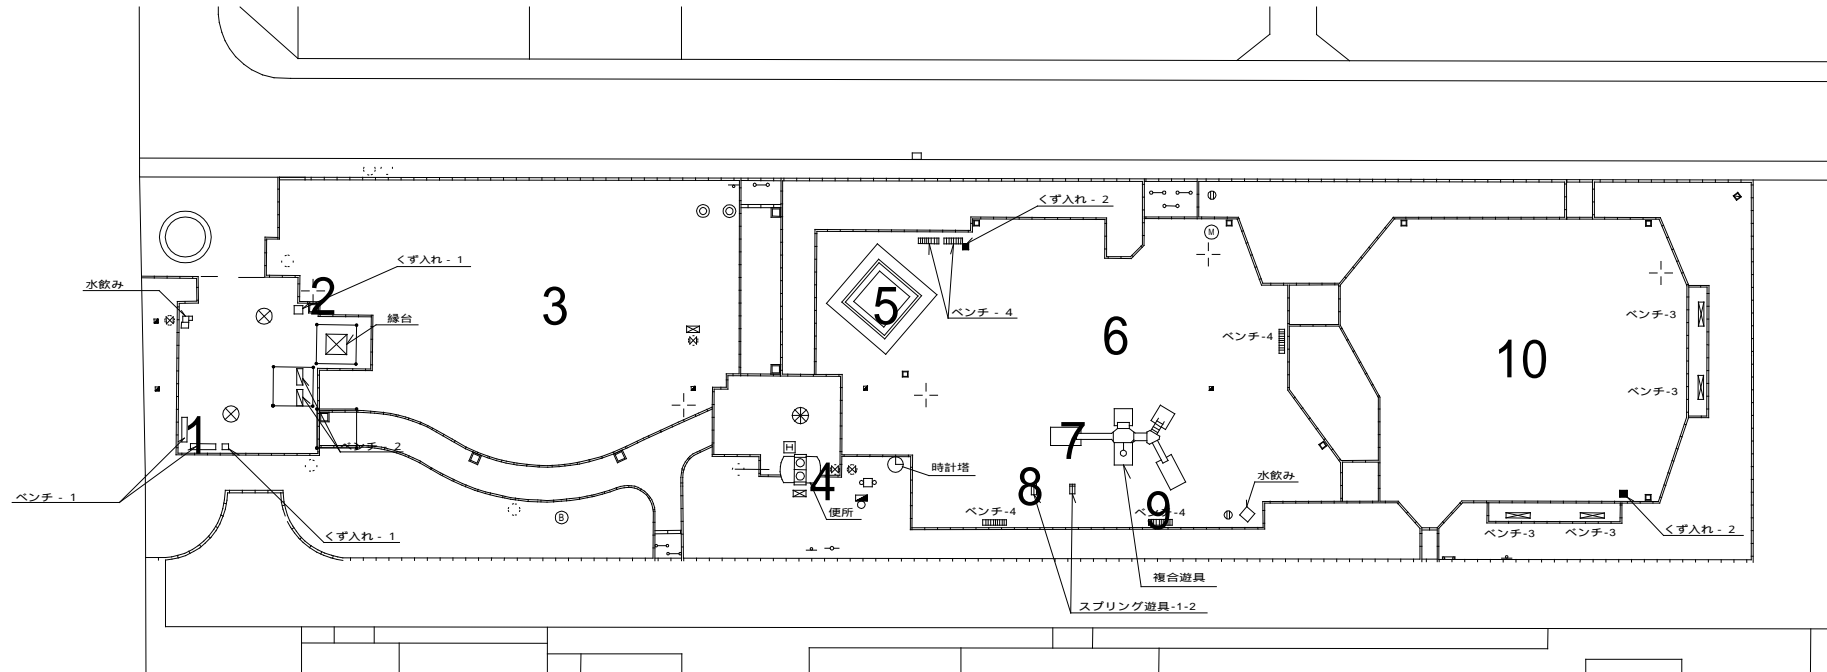 くず入れ - 2
M
くず入れ - 1
水飲み
2
3
5
ベンチ - 4
ベンチ-3
縁台
6
ベンチ-4
10
ベンチ-3
1
ベンチ - 2
7
H
4
時計塔
8
水飲み
ベンチ - 1
便所
B
ベンチ-4
9
ベンチ-4
くず入れ - 1
ベンチ-3
ベンチ-3
くず入れ - 2
複合遊具
スプリング遊具-1-2